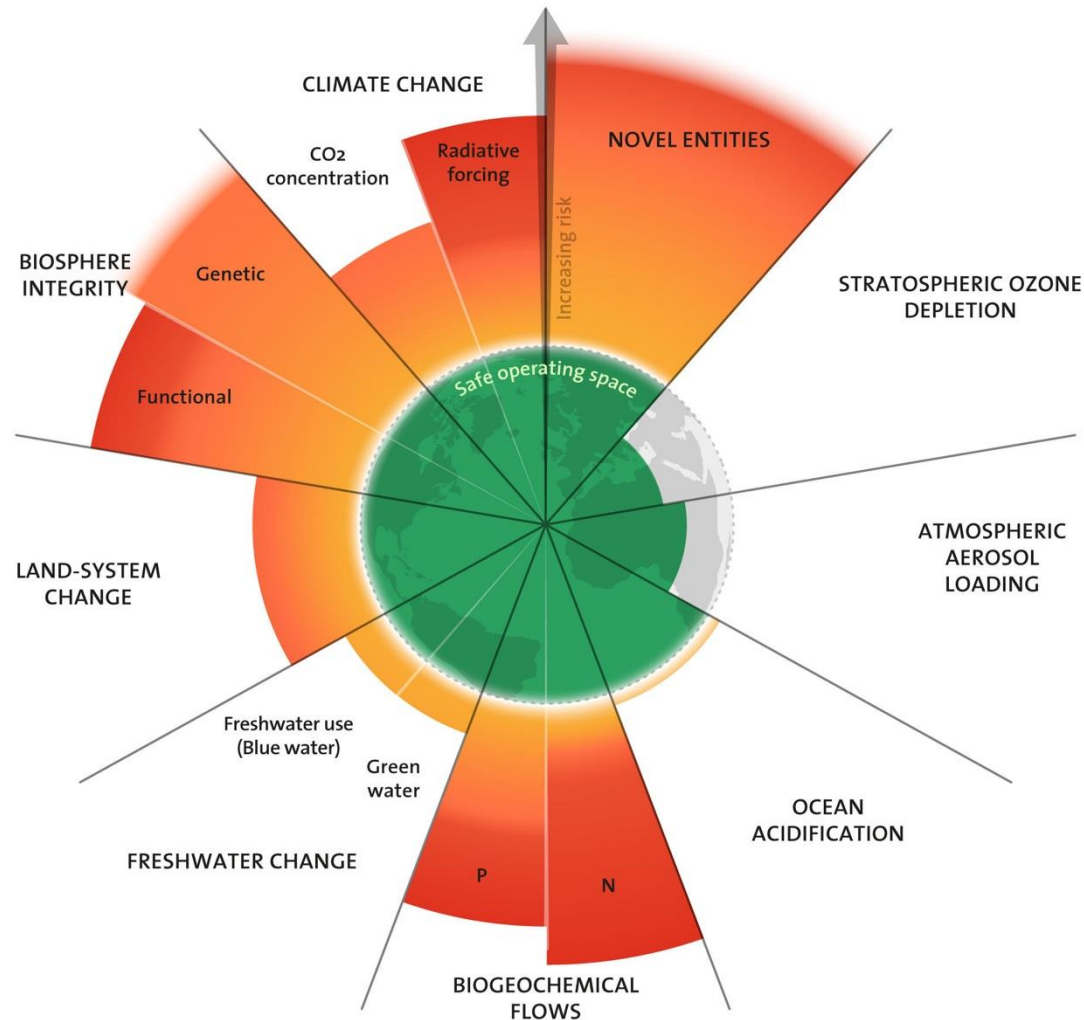 CLIMATE CHANGE
CO2
concentration
Radiative
forcing
NOVEL ENTITIES
Increasing risk
BIOSPHERE
INTEGRITY
Genetic
Functional
STRATOSPHERIC OZONE
DEPLETION
Safe operating space
ATMOSPHERIC
AEROSOL
LOADING
LAND-SYSTEM
CHANGE
Freshwater use
(Blue water)
Green
water
FRESHWATER CHANGE
OCEAN
ACIDIFICATION
P
N
BIOGEOCHEMICAL
FLOWS